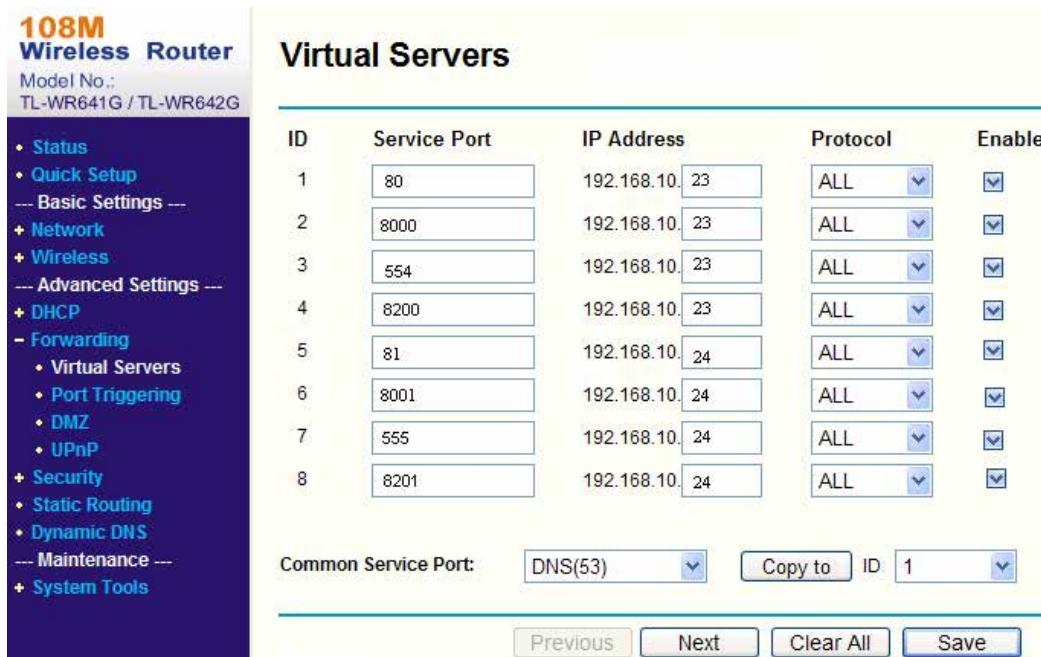 108M
Wireless Router
Model No.:
TL-WR641G / TL-WR642G
• Status
• Quick Setup
--- Basic Settings ---
+ Network
+ Wireless
--- Advanced Settings ---
+ DHCP
– Forwarding
• Virtual Servers
• Port Triggering
• DMZ
• UPnP
+ Security
• Static Routing
• Dynamic DNS
--- Maintenance ---
+ System Tools
Virtual Servers
ID Service Port IP Address Protocol Enable
1 80 192.168.10. 23 ALL
2 8000 192.168.10. 23 ALL
3 554 192.168.10. 23 ALL
4 8200 192.168.10. 23 ALL
5 81 192.168.10. 24 ALL
6 8001 192.168.10. 24 ALL
7 555 192.168.10. 24 ALL
8 8201 192.168.10. 24 ALL
Common Service Port: DNS(53) Copy to ID 1
Previous Next Clear All Save